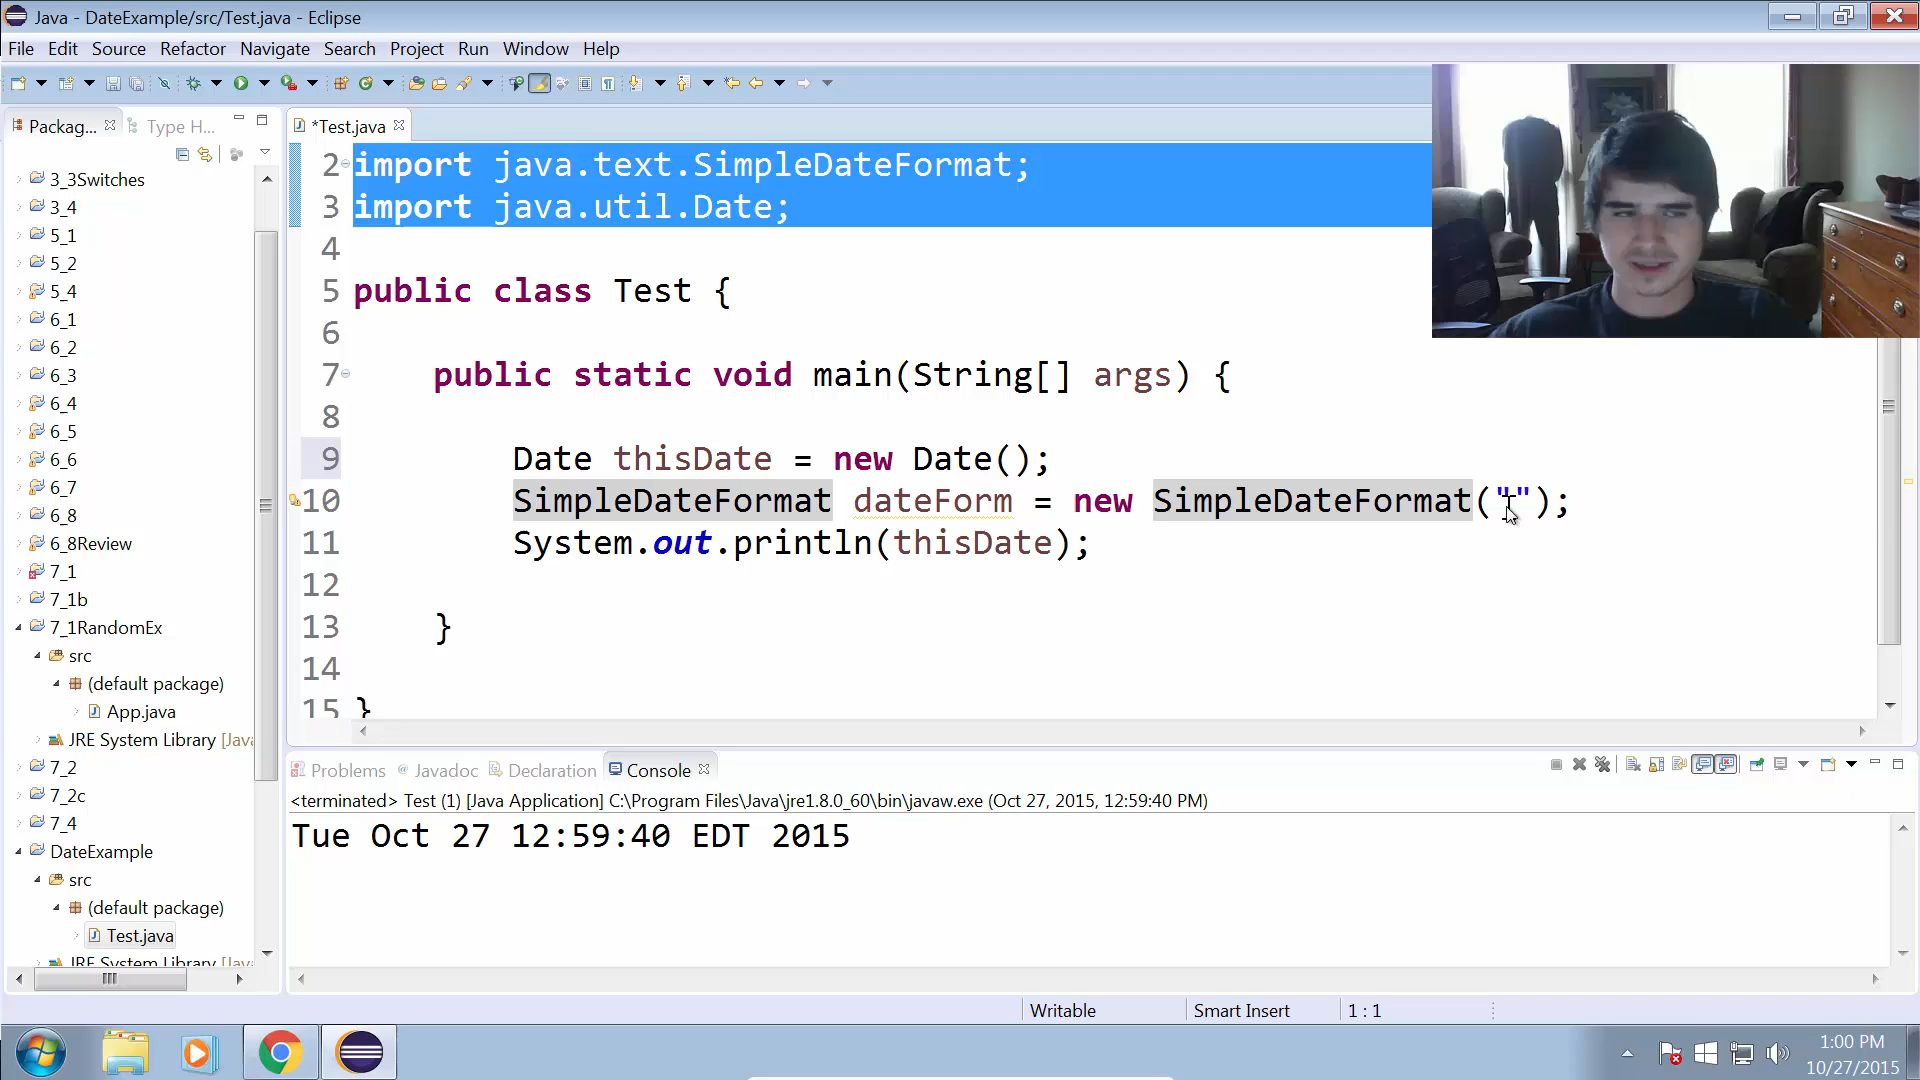 Java - DateExample/src/Test.java - Eclipse
File Edit Source Refactor Navigate Search Project Run Window Help
Packag... Type H...
*Test.java
3_3Switches
3_4
5_1
5_2
5_4
6_1
6_2
6_3
6_4
6_5
6_6
6_7
6_8
6_8Review
7_1
7_1b
7_1RandomEx
src
(default package)
App.java
JRE System Library [Java
7_2
7_2c
7_4
DateExample
src
(default package)
Test.java
JRE System Library [Java
2 import java.text.SimpleDateFormat;
3 import java.util.Date;
4
5 public class Test {
6
7 public static void main(String[] args) {
8
9 Date thisDate = new Date();
10 SimpleDateFormat dateForm = new SimpleDateFormat("");
11 System.out.println(thisDate);
12
13 }
14
15 }
Problems @ Javadoc Declaration Console
<terminated> Test (1) [Java Application] C:\Program Files\Java\jre1.8.0_60\bin\javaw.exe (Oct 27, 2015, 12:59:40 PM)
Tue Oct 27 12:59:40 EDT 2015
Writable Smart Insert 1 : 1
1:00 PM
10/27/2015